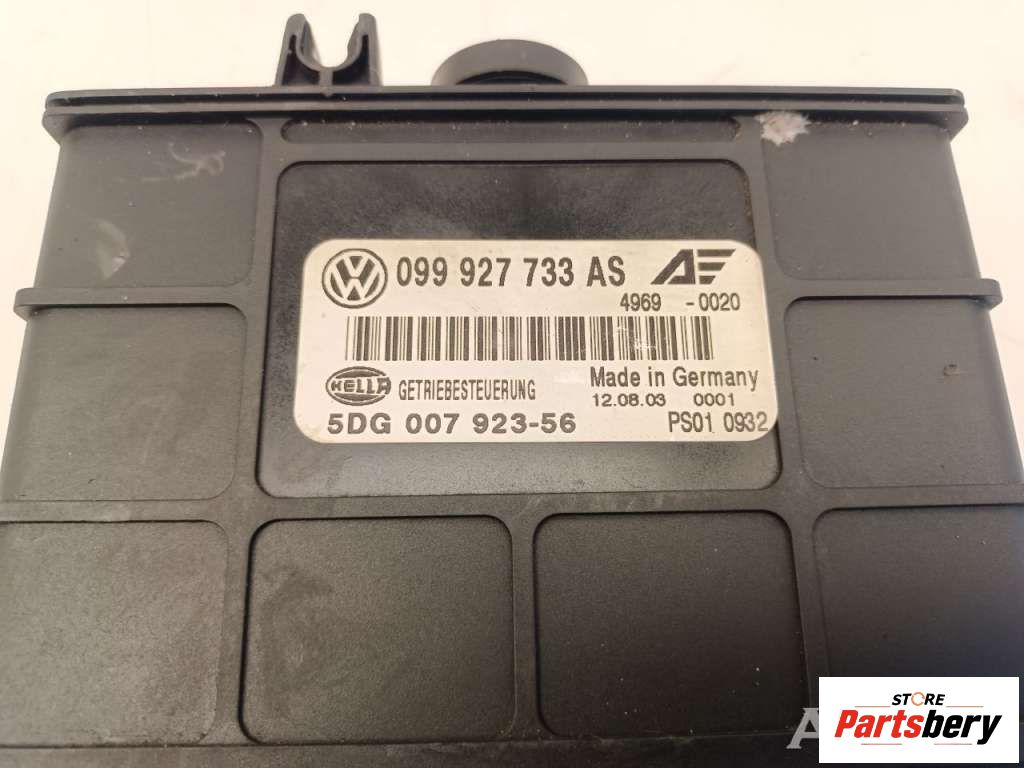 099 927 733 AS
4969 -0020
HELLA GETRIEBESTEUERUNG Made in Germany
12.08.03 0001
5DG 007 923-56 PS01 0932
STORE
Partsbery